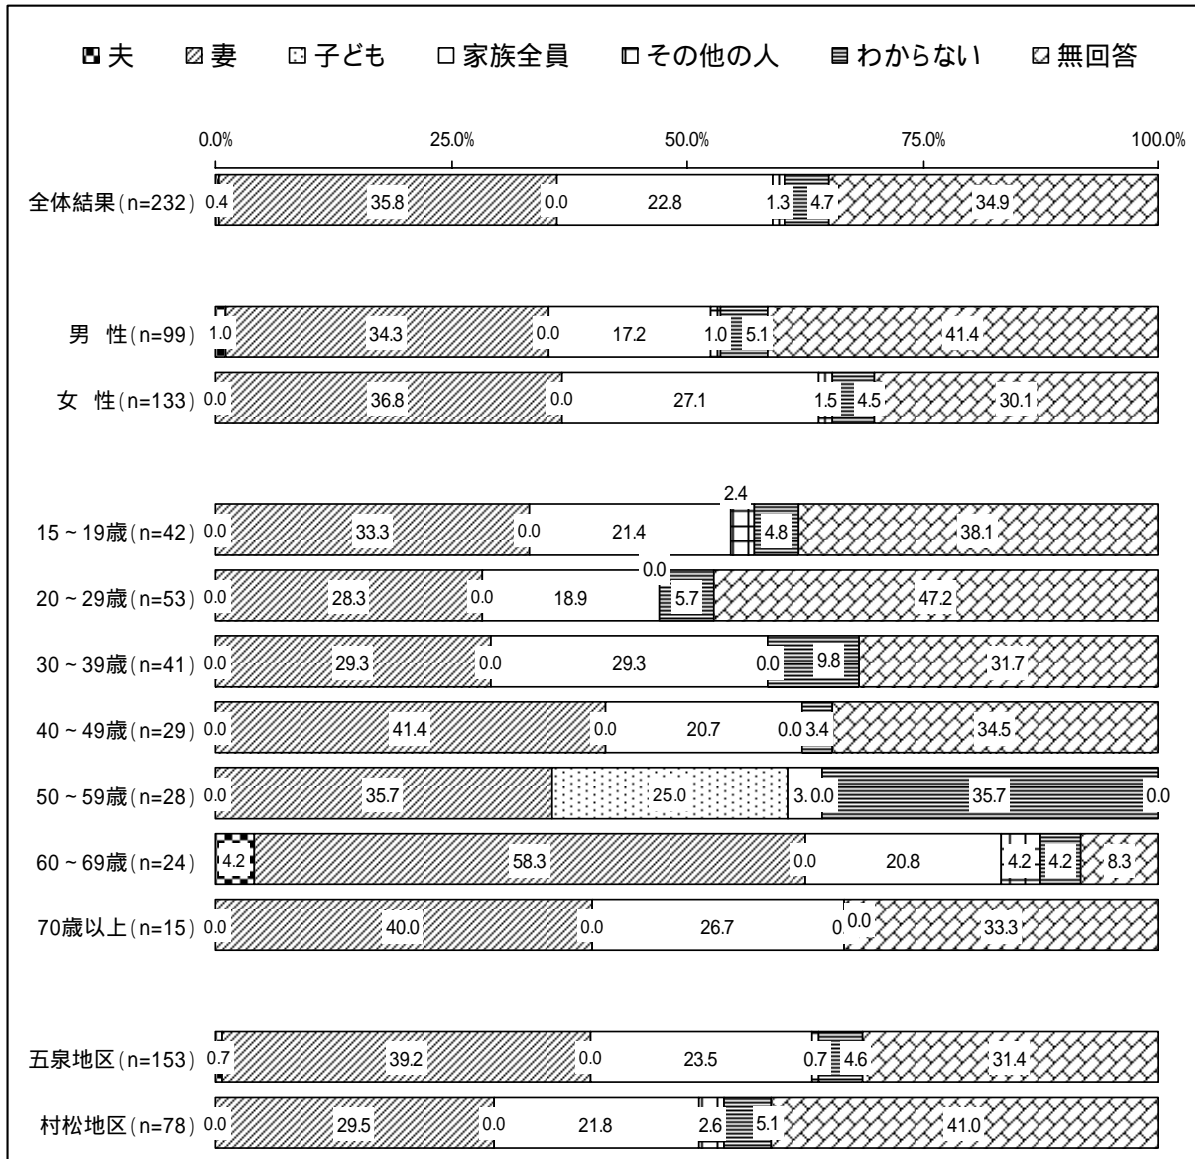 夫 妻 子ども 家族全員 その他の人 わからない 無回答
0.0% 25.0% 50.0% 75.0% 100.0%
全体結果(n=232) 0.4 35.8 0.0 22.8 1.3 4.7 34.9
男 性(n=99) 1.0 34.3 0.0 17.2 1.0 5.1 41.4
女 性(n=133) 0.0 36.8 0.0 27.1 1.5 4.5 30.1
2.4
15~19歳(n=42) 0.0 33.3 0.0 21.4 4.8 38.1
0.0
20~29歳(n=53) 0.0 28.3 0.0 18.9 5.7 47.2
30~39歳(n=41) 0.0 29.3 0.0 29.3 0.0 9.8 31.7
40~49歳(n=29) 0.0 41.4 0.0 20.7 0.0 3.4 34.5
50~59歳(n=28) 0.0 35.7 25.0 3. 0.0 35.7 0.0
60~69歳(n=24) 4.2 58.3 0.0 20.8 4.2 4.2 8.3
70歳以上(n=15) 0.0 40.0 0.0 26.7 0. 0.0 33.3
五泉地区(n=153) 0.7 39.2 0.0 23.5 0.7 4.6 31.4
村松地区(n=78) 0.0 29.5 0.0 21.8 2.6 5.1 41.0